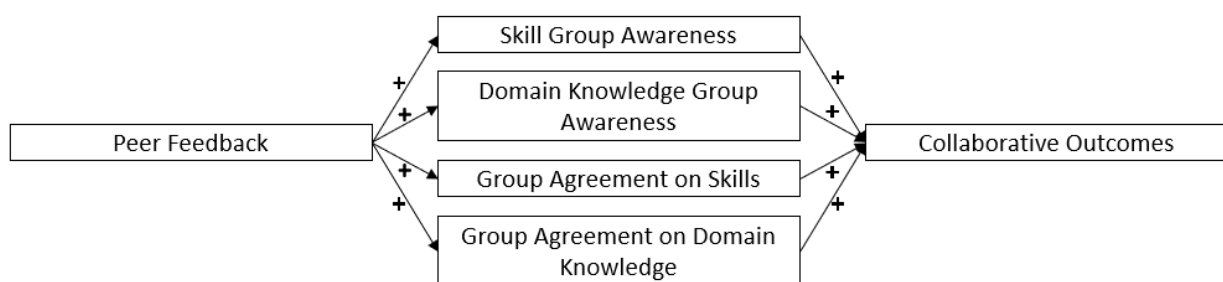 Skill Group Awareness
+
+
Domain Knowledge Group
Awareness
+
+
Peer Feedback
Collaborative Outcomes
+
Group Agreement on Skills
+
+
+
Group Agreement on Domain
Knowledge